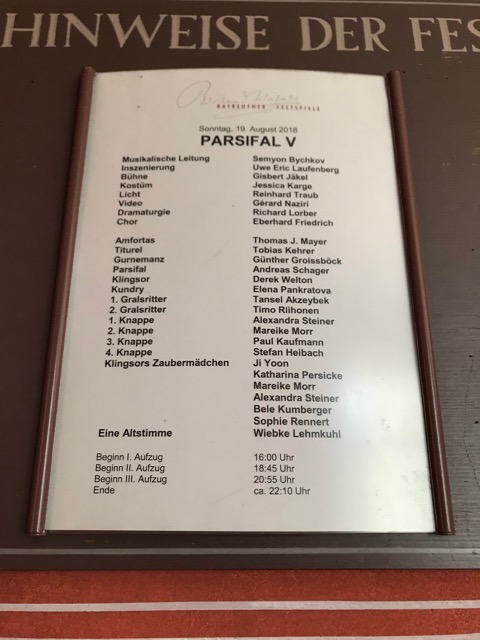 HINWEISE DER FES
BAYREUTHER FESTSPIELE
Sonntag, 19. August 2018
PARSIFAL V
Musikalische Leitung Semyon Bychkov
Inszenierung Uwe Eric Laufenberg
Bühne Gisbert Jäkel
Kostüm Jessica Karge
Licht Reinhard Traub
Video Gérard Naziri
Dramaturgie Richard Lorber
Chor Eberhard Friedrich
Amfortas Thomas J. Mayer
Titurel Tobias Kehrer
Gurnemanz Günther Groissböck
Parsifal Andreas Schager
Klingsor Derek Welton
Kundry Elena Pankratova
1. Gralsritter Tansel Akzeybek
2. Gralsritter Timo Riihonen
1. Knappe Alexandra Steiner
2. Knappe Mareike Morr
3. Knappe Paul Kaufmann
4. Knappe Stefan Heibach
Klingsors Zaubermädchen Ji Yoon
Katharina Persicke
Mareike Morr
Alexandra Steiner
Bele Kumberger
Sophie Rennert
Eine Altstimme Wiebke Lehmkuhl
Beginn I. Aufzug 16:00 Uhr
Beginn II. Aufzug 18:45 Uhr
Beginn III. Aufzug 20:55 Uhr
Ende ca. 22:10 Uhr